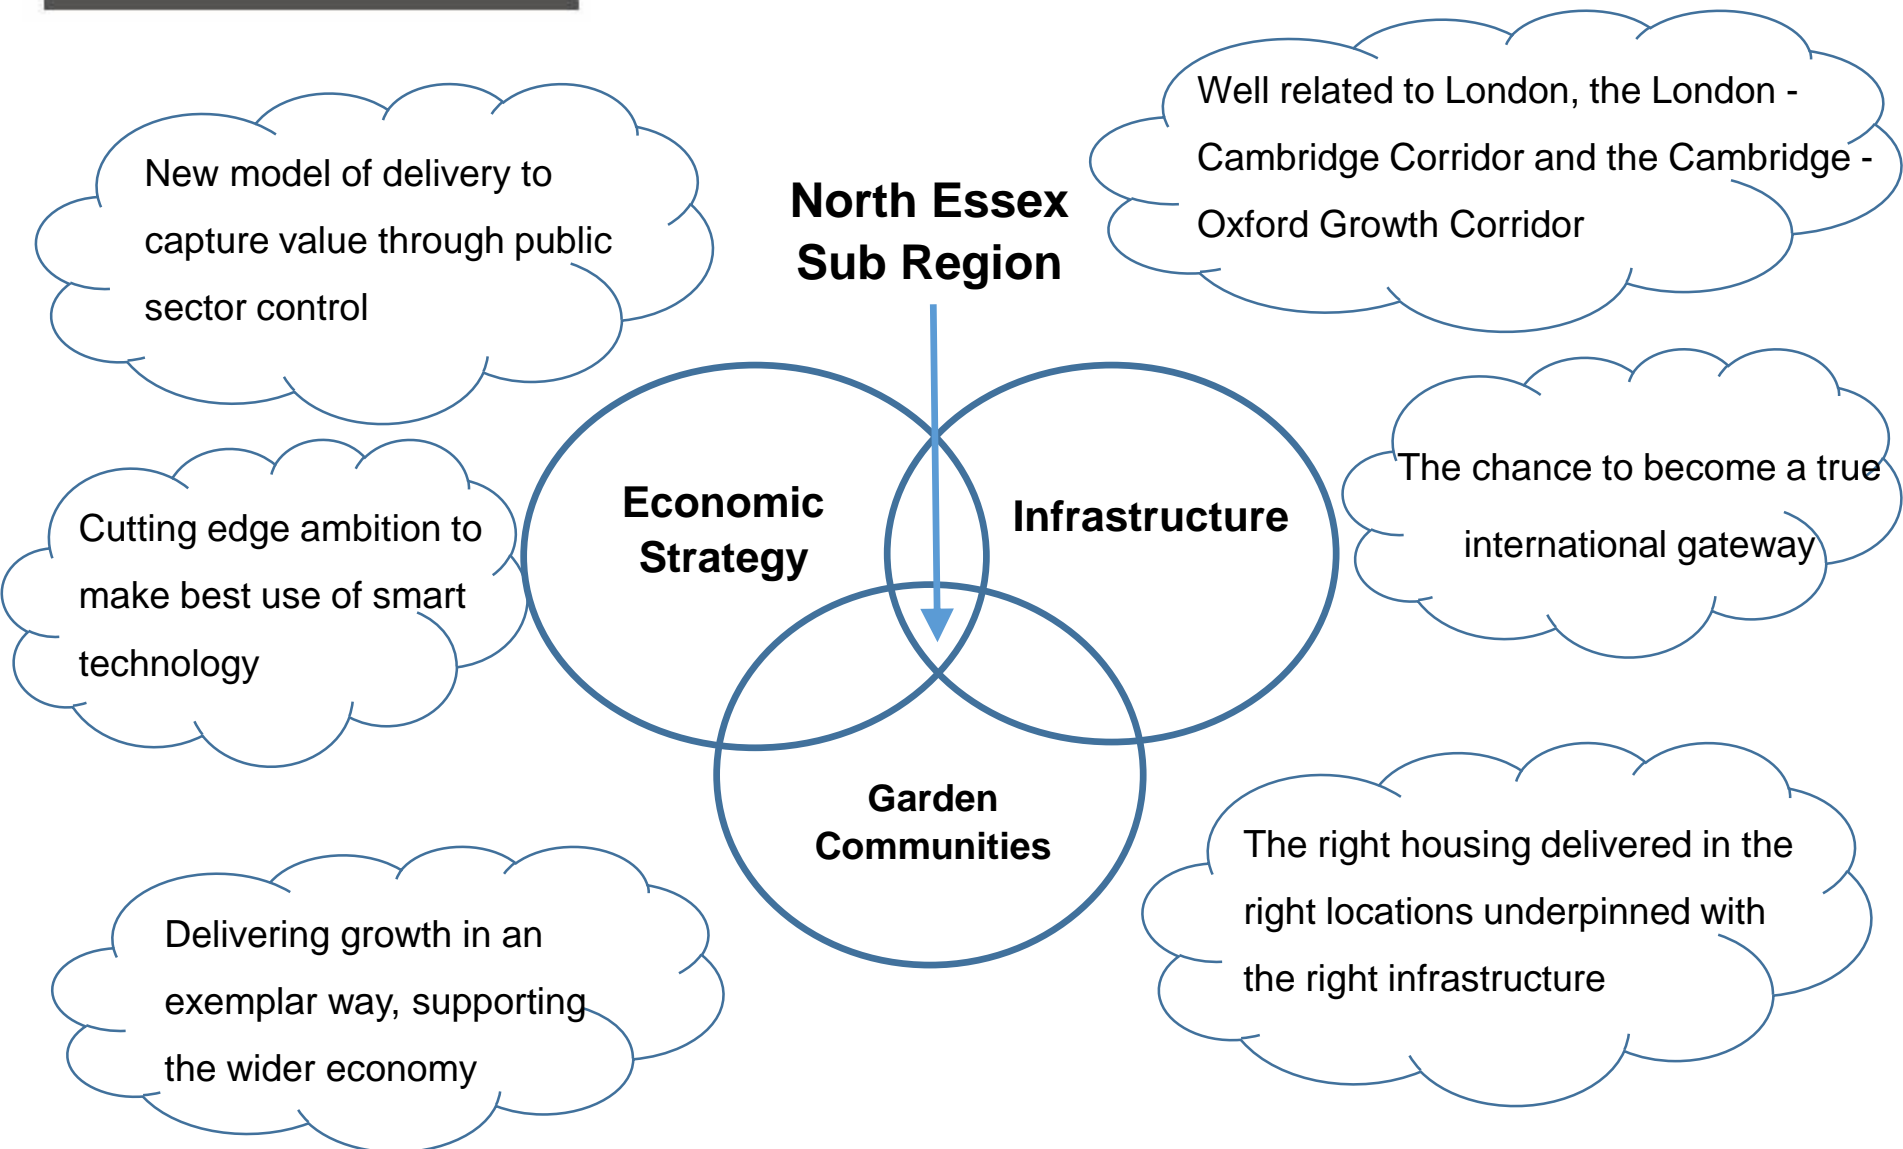 New model of delivery to
capture value through public
sector control
North Essex
Sub Region
Well related to London, the London -
Cambridge Corridor and the Cambridge -
Oxford Growth Corridor
Cutting edge ambition to
make best use of smart
technology
Economic
Strategy
Infrastructure
The chance to become a true
international gateway
Garden
Communities
Delivering growth in an
exemplar way, supporting
the wider economy
The right housing delivered in the
right locations underpinned with
the right infrastructure